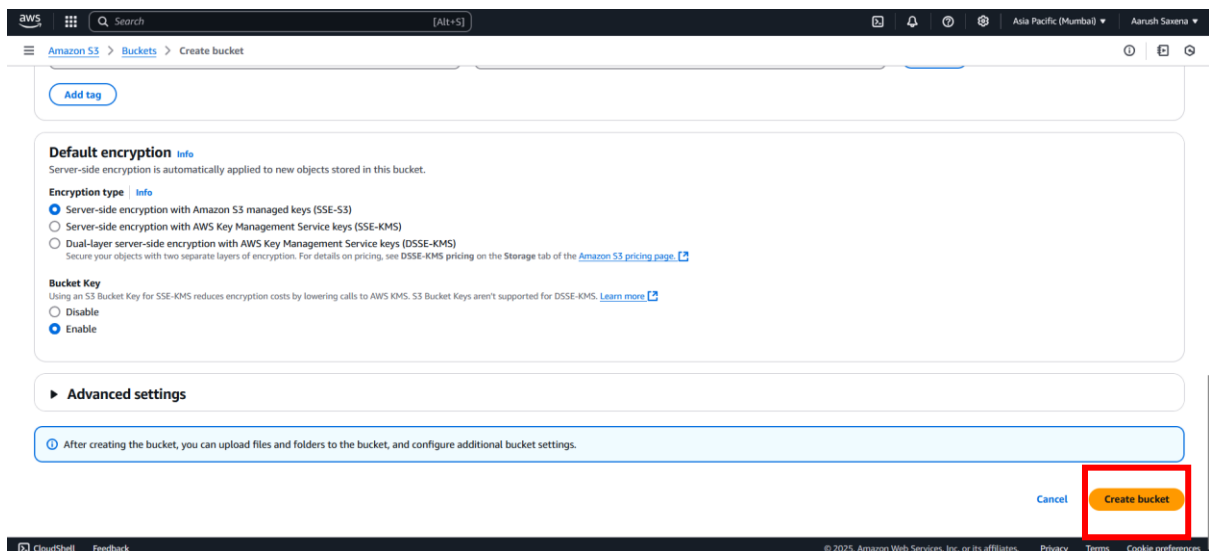 aws
Search [Alt+S]
Asia Pacific (Mumbai) ▼
Aarush Saxena ▼
Amazon S3 > Buckets > Create bucket
Add tag
Default encryption Info
Server-side encryption is automatically applied to new objects stored in this bucket.
Encryption type | Info
Server-side encryption with Amazon S3 managed keys (SSE-S3)
Server-side encryption with AWS Key Management Service keys (SSE-KMS)
Dual-layer server-side encryption with AWS Key Management Service keys (DSSE-KMS)
Secure your objects with two separate layers of encryption. For details on pricing, see DSSE-KMS pricing on the Storage tab of the Amazon S3 pricing page.
Bucket Key
Using an S3 Bucket Key for SSE-KMS reduces encryption costs by lowering calls to AWS KMS. S3 Bucket Keys aren't supported for DSSE-KMS. Learn more
Disable
Enable
Advanced settings
After creating the bucket, you can upload files and folders to the bucket, and configure additional bucket settings.
Cancel
Create bucket
CloudShell Feedback © 2025, Amazon Web Services, Inc. or its affiliates. Privacy Terms Cookie preferences